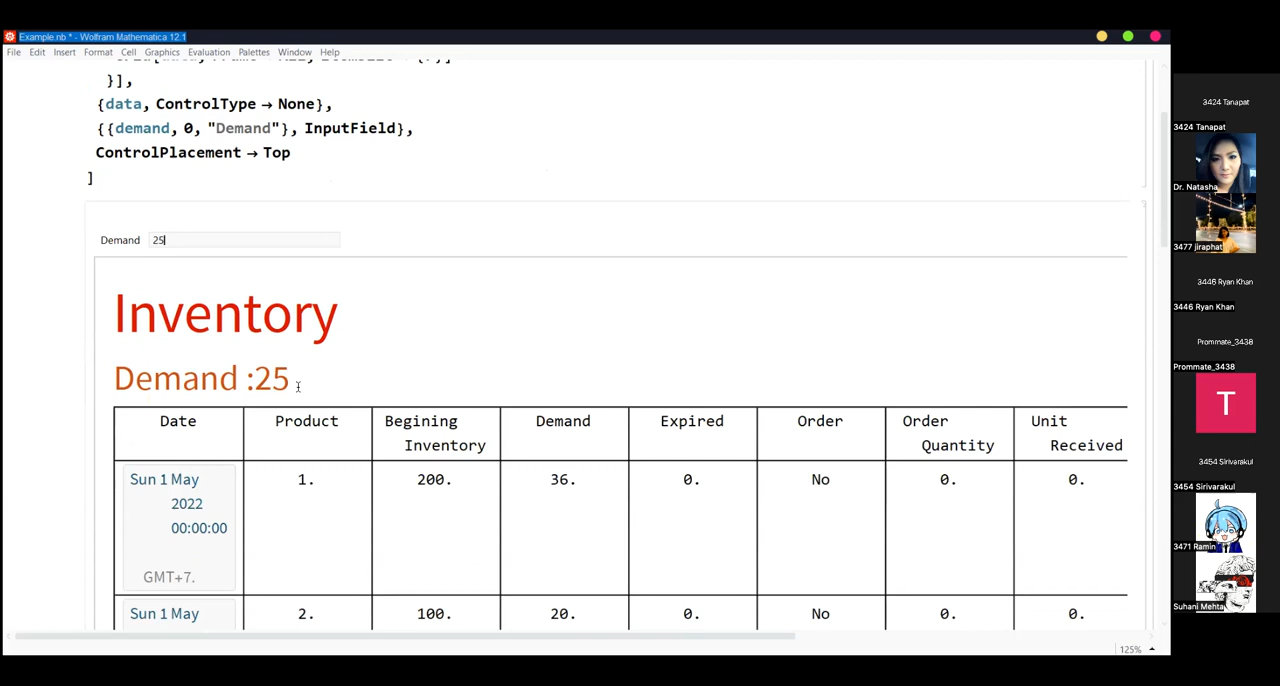 Example.nb * - Wolfram Mathematica 12.1
File Edit Insert Format Cell Graphics Evaluation Palettes Window Help
}],
{data, ControlType → None},
{{demand, 0, "Demand"}, InputField},
ControlPlacement → Top
]
Demand 25
Inventory
Demand :25
Date Product Begining Inventory Demand Expired Order Order Quantity Unit Received
Sun 1 May 2022 00:00:00 GMT+7. 1. 200. 36. 0. No 0. 0.
Sun 1 May 2. 100. 20. 0. No 0. 0.
125%
3424 Tanapat
3424 Tanapat
Dr. Natasha
3477 jiraphat
3446 Ryan Khan
3446 Ryan Khan
Prommate_3438
Prommate_3438
T
3454 Sirivarakul
3454 Sirivarakul
3471 Ramin
Suhani Mehta